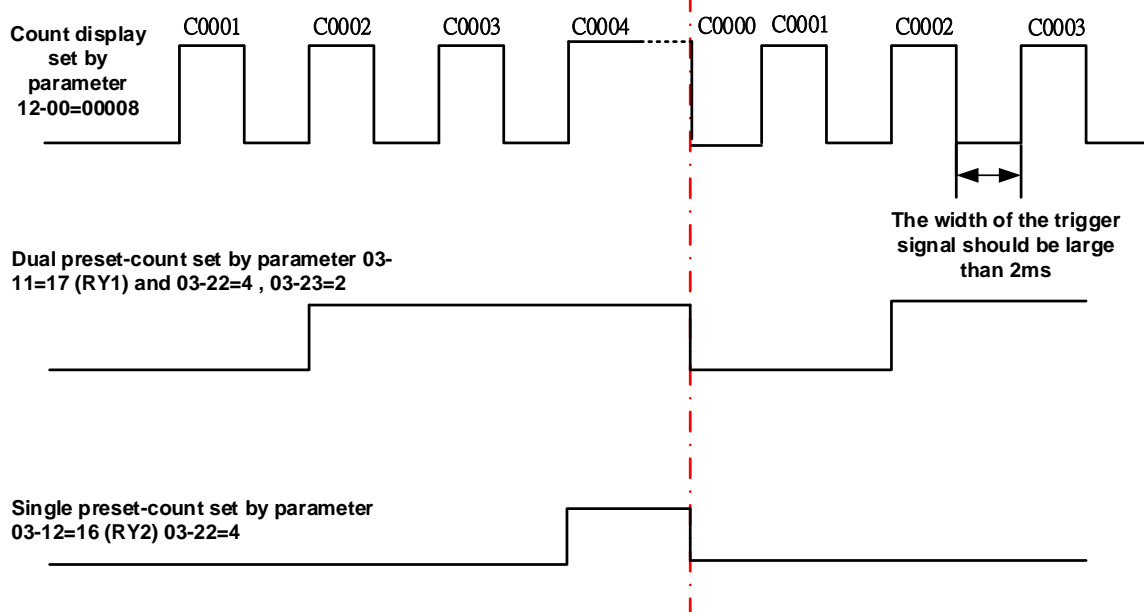 Count display
set by
parameter
12-00=00008
C0001 C0002 C0003 C0004 C0000 C0001 C0002 C0003
The width of the trigger
signal should be large
than 2ms
Dual preset-count set by parameter 03-
11=17 (RY1) and 03-22=4 , 03-23=2
Single preset-count set by parameter
03-12=16 (RY2) 03-22=4